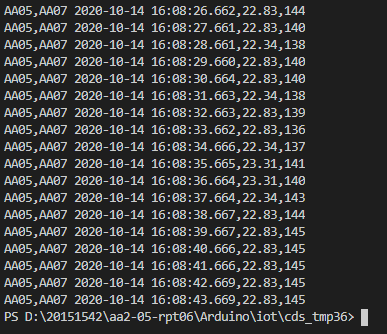 AA05,AA07 2020-10-14 16:08:26.662,22.83,144
AA05,AA07 2020-10-14 16:08:27.661,22.83,140
AA05,AA07 2020-10-14 16:08:28.661,22.34,138
AA05,AA07 2020-10-14 16:08:29.660,22.83,140
AA05,AA07 2020-10-14 16:08:30.664,22.83,140
AA05,AA07 2020-10-14 16:08:31.663,22.34,138
AA05,AA07 2020-10-14 16:08:32.663,22.83,139
AA05,AA07 2020-10-14 16:08:33.662,22.83,136
AA05,AA07 2020-10-14 16:08:34.666,22.34,137
AA05,AA07 2020-10-14 16:08:35.665,23.31,141
AA05,AA07 2020-10-14 16:08:36.664,23.31,140
AA05,AA07 2020-10-14 16:08:37.664,22.34,143
AA05,AA07 2020-10-14 16:08:38.667,22.83,144
AA05,AA07 2020-10-14 16:08:39.667,22.83,145
AA05,AA07 2020-10-14 16:08:40.666,22.83,145
AA05,AA07 2020-10-14 16:08:41.666,22.83,145
AA05,AA07 2020-10-14 16:08:42.669,22.83,145
AA05,AA07 2020-10-14 16:08:43.669,22.83,145
PS D:\20151542\aa2-05-rpt06\Arduino\iot\cds_tmp36>